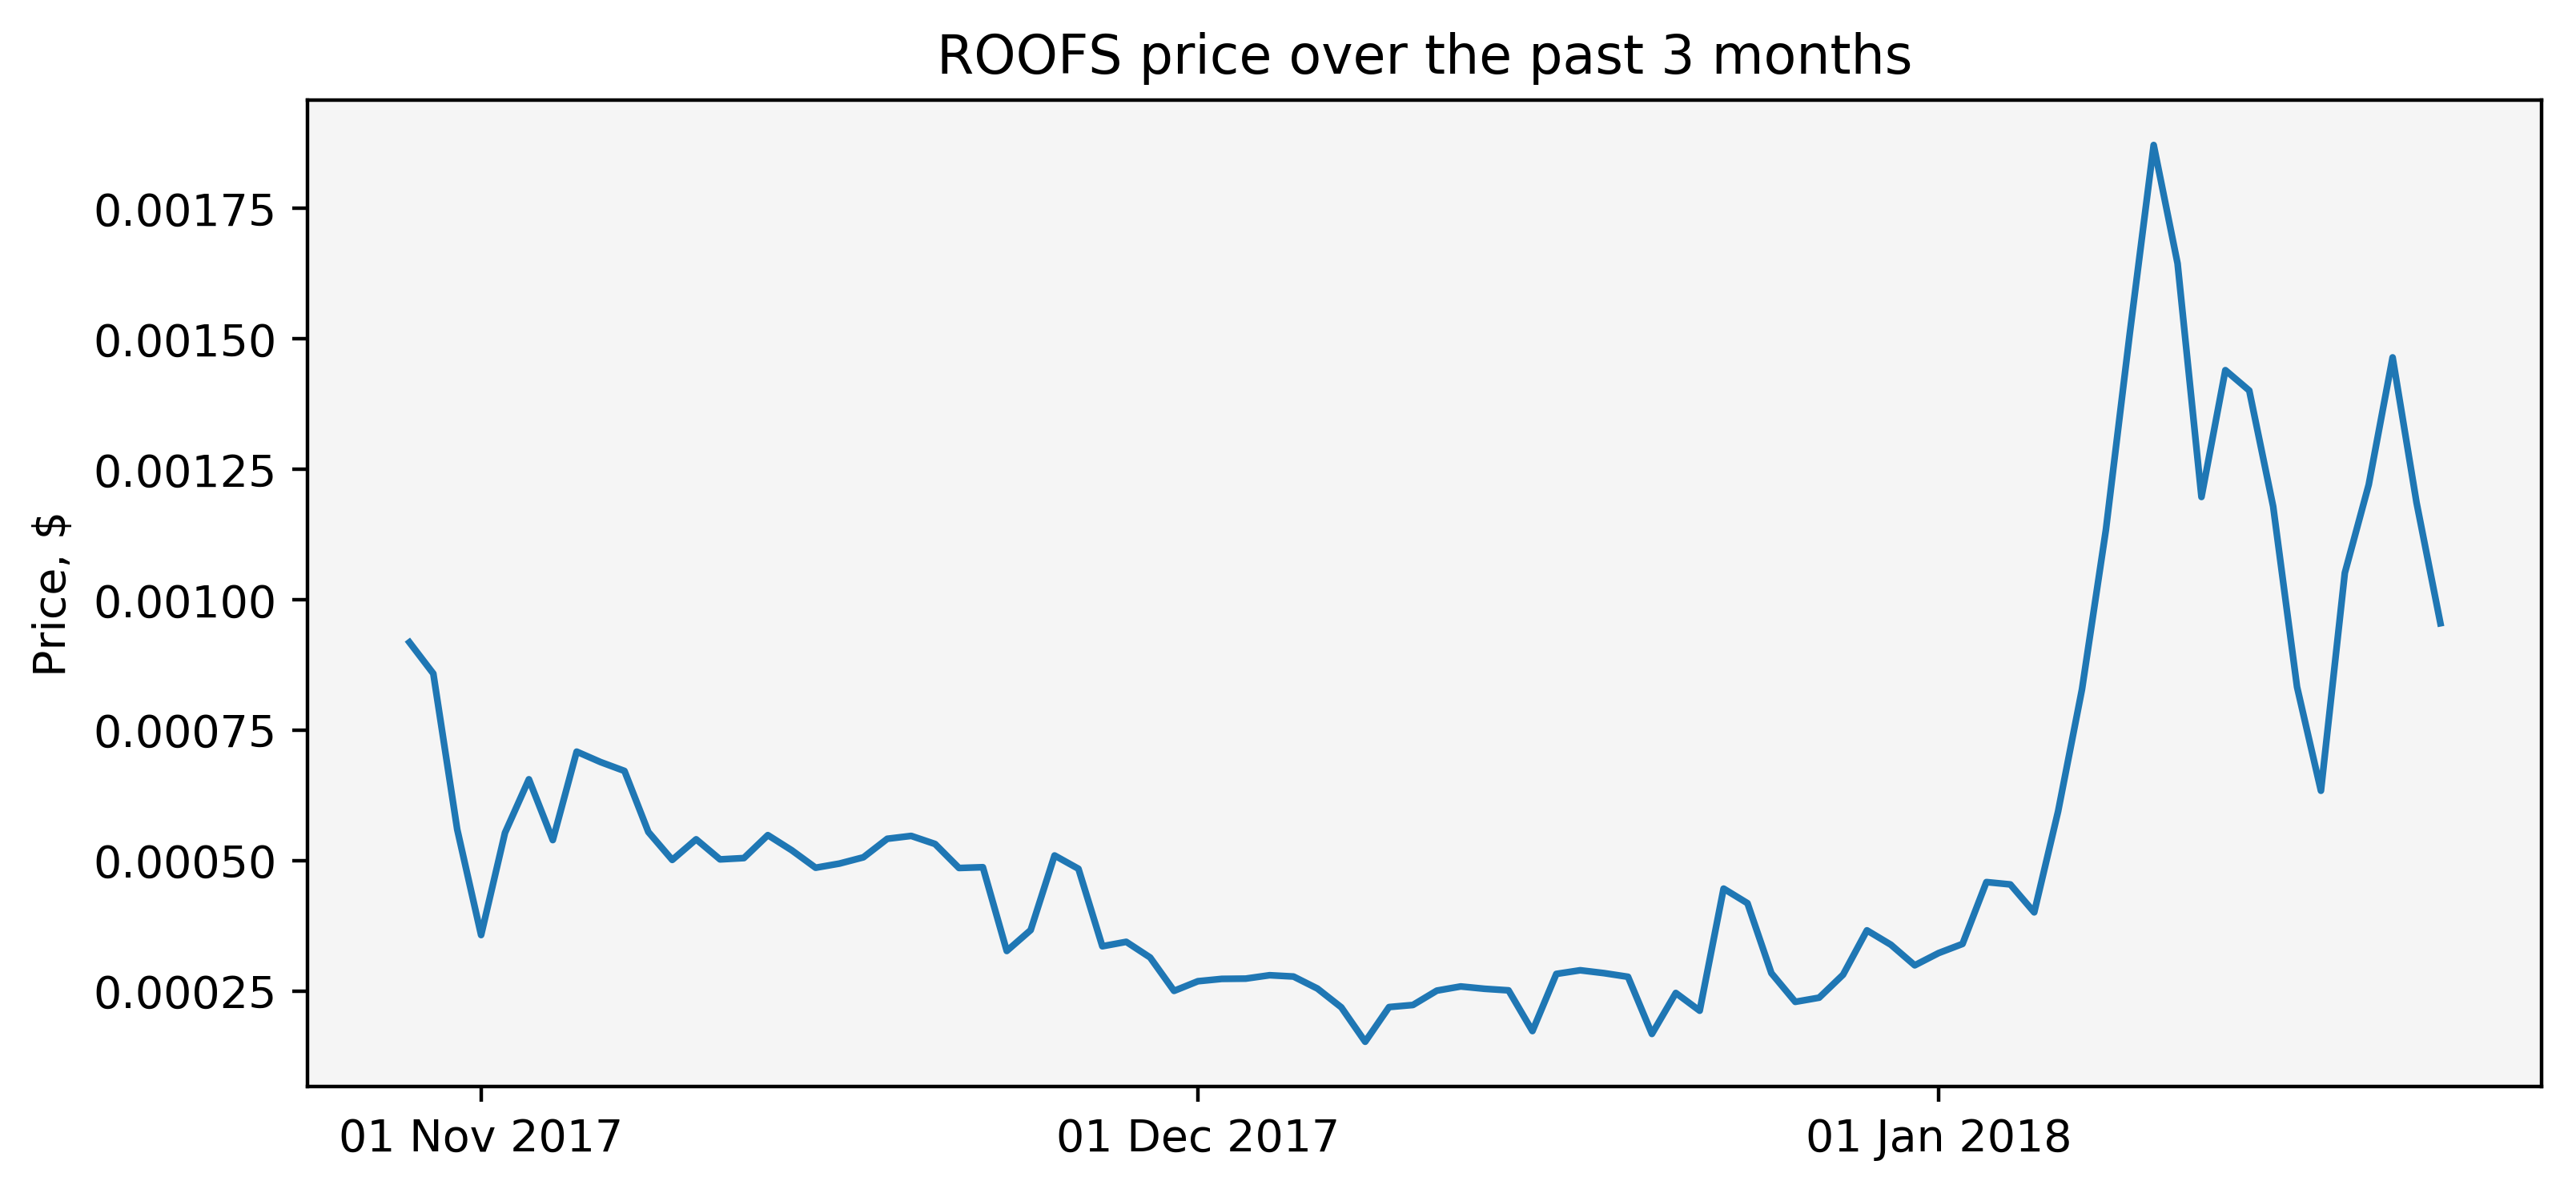 ROOFS price over the past 3 months
Price, $
0.00175
0.00150
0.00125
0.00100
0.00075
0.00050
0.00025
01 Nov 2017
01 Dec 2017
01 Jan 2018